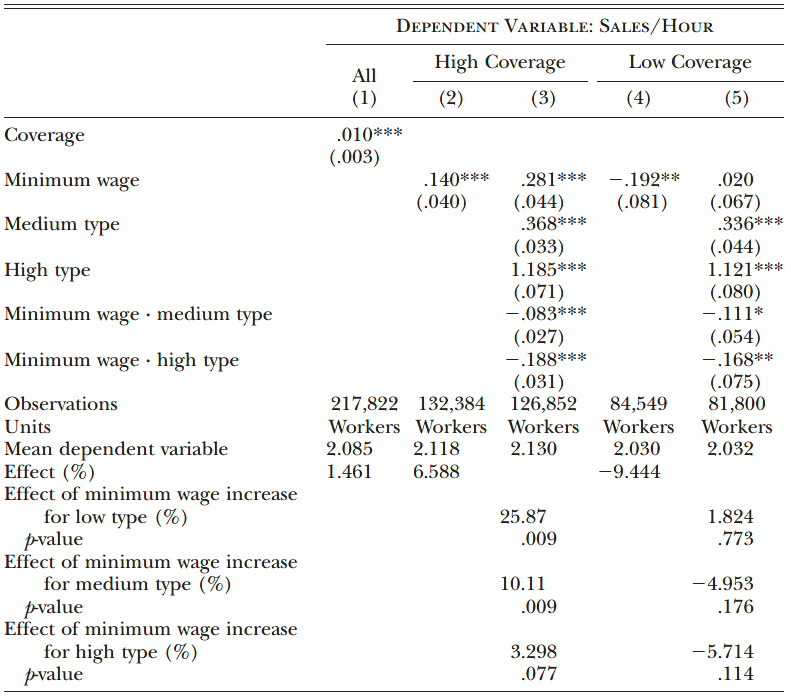 DEPENDENT VARIABLE: SALES/HOUR
All High Coverage Low Coverage
(1) (2) (3) (4) (5)
Coverage .010***
(.003)
Minimum wage .140*** .281*** −.192** .020
(.040) (.044) (.081) (.067)
Medium type .368*** .336***
(.033) (.044)
High type 1.185*** 1.121***
(.071) (.080)
Minimum wage · medium type −.083*** −.111*
(.027) (.054)
Minimum wage · high type −.188*** −.168**
(.031) (.075)
Observations 217,822 132,384 126,852 84,549 81,800
Units Workers Workers Workers Workers Workers
Mean dependent variable 2.085 2.118 2.130 2.030 2.032
Effect (%) 1.461 6.588 −9.444
Effect of minimum wage increase
for low type (%) 25.87 1.824
p-value .009 .773
Effect of minimum wage increase
for medium type (%) 10.11 −4.953
p-value .009 .176
Effect of minimum wage increase
for high type (%) 3.298 −5.714
p-value .077 .114